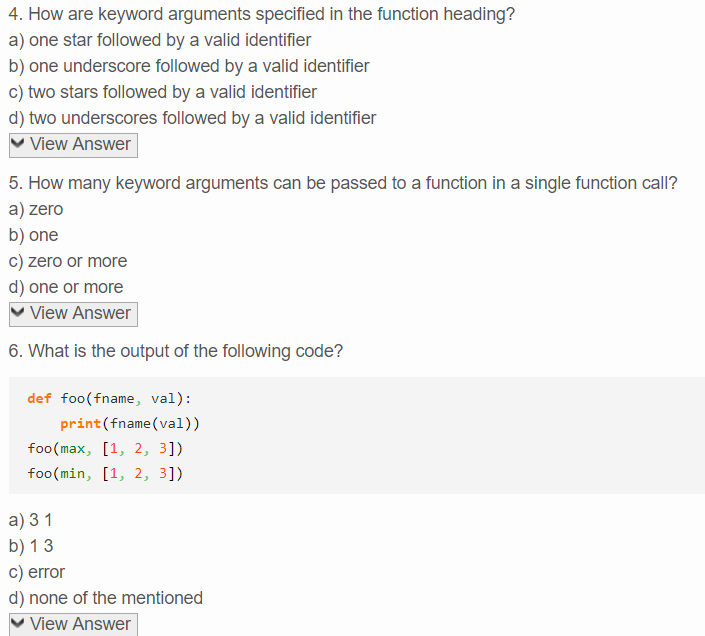 4. How are keyword arguments specified in the function heading?
a) one star followed by a valid identifier
b) one underscore followed by a valid identifier
c) two stars followed by a valid identifier
d) two underscores followed by a valid identifier
View Answer
5. How many keyword arguments can be passed to a function in a single function call?
a) zero
b) one
c) zero or more
d) one or more
View Answer
6. What is the output of the following code?
def foo(fname, val):
    print(fname(val))
foo(max, [1, 2, 3])
foo(min, [1, 2, 3])
a) 3 1
b) 1 3
c) error
d) none of the mentioned
View Answer